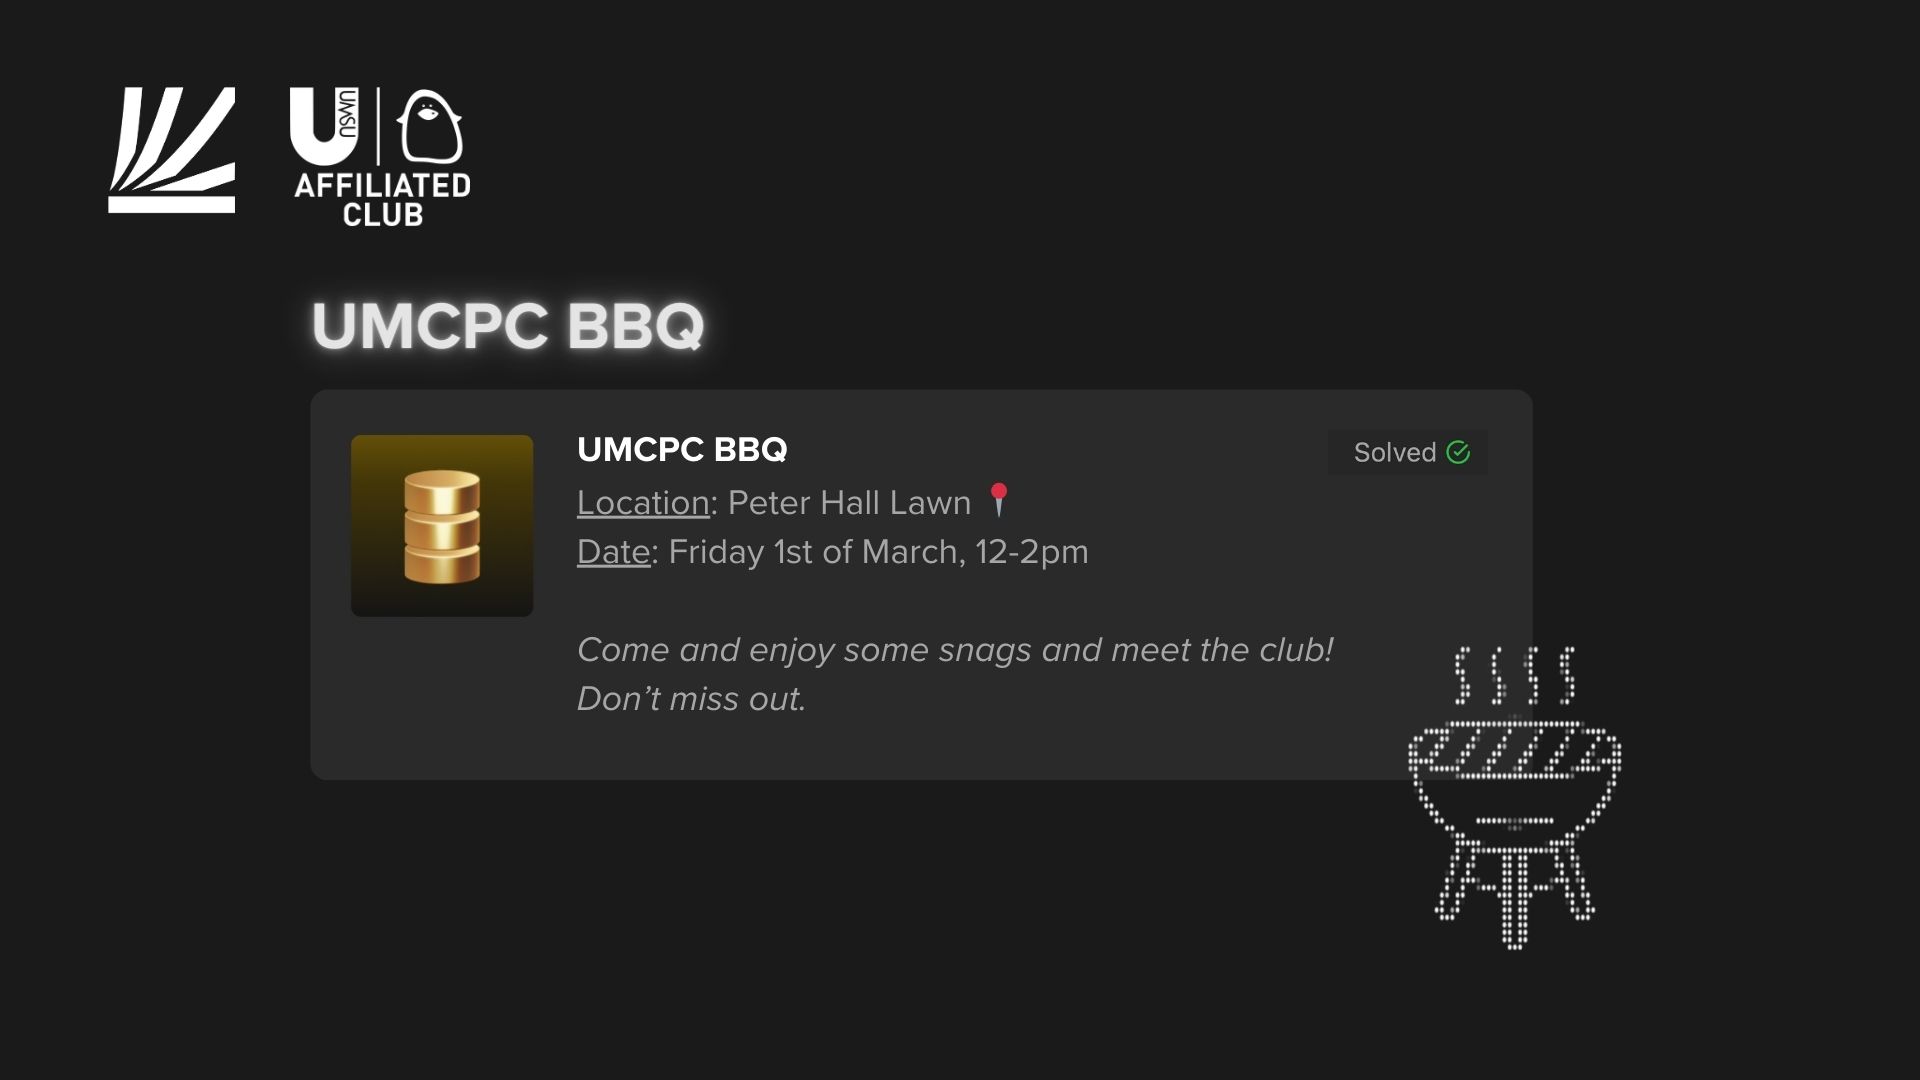 UMSU
AFFILIATED
CLUB
UMCPC BBQ
UMCPC BBQ
Solved
Location: Peter Hall Lawn 📍
Date: Friday 1st of March, 12-2pm
Come and enjoy some snags and meet the club!
Don’t miss out.